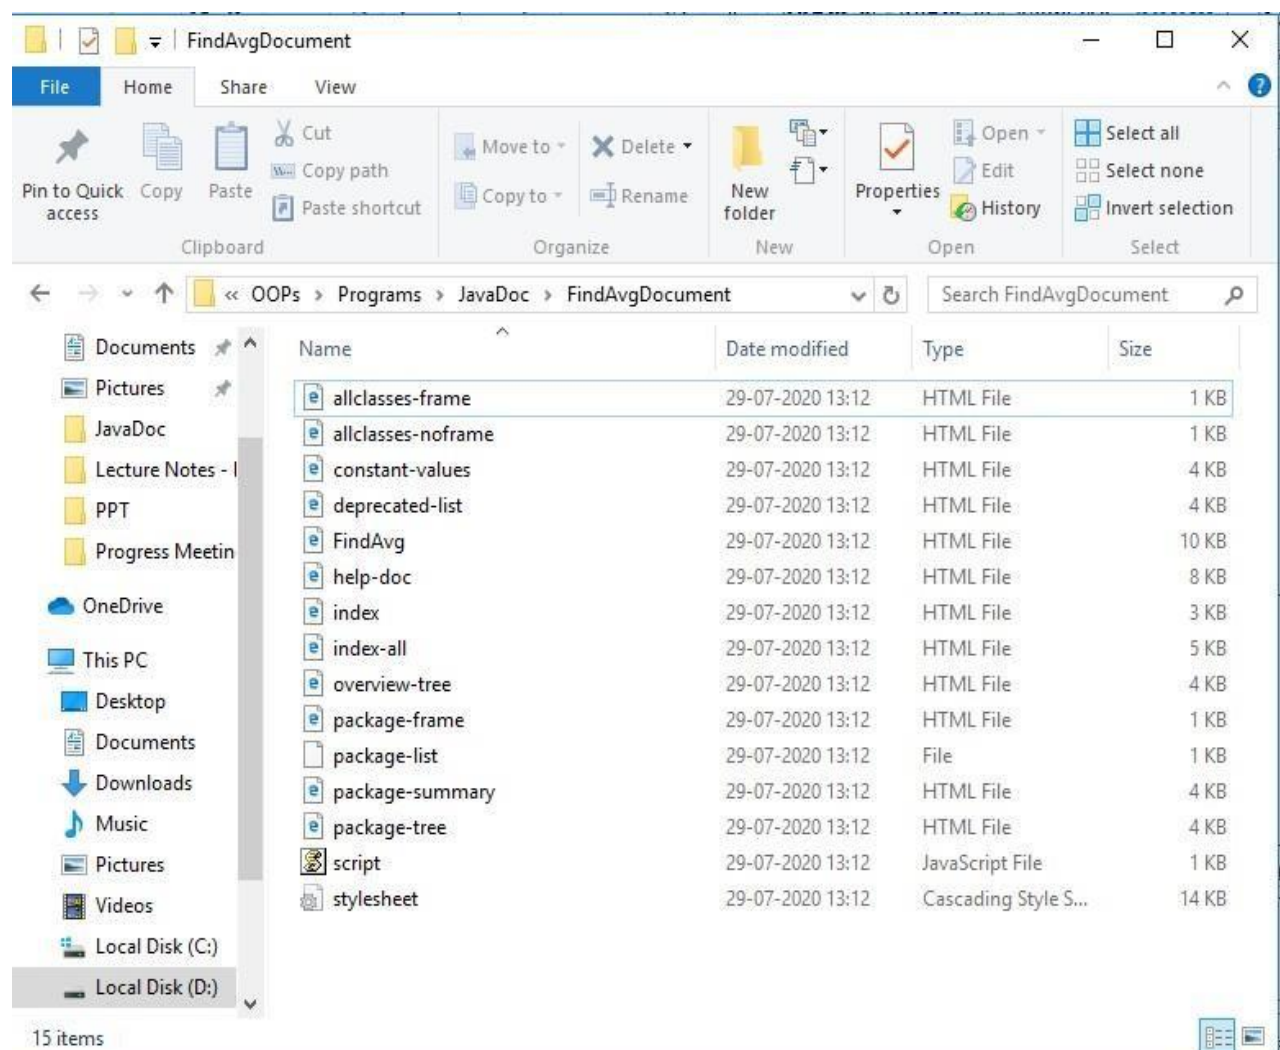 FindAvgDocument
File Home Share View
Pin to Quick access
Copy
Paste
Cut
Copy path
Paste shortcut
Clipboard
Move to
Copy to
Delete
Rename
Organize
New folder
New
Properties
Open
Edit
History
Open
Select all
Select none
Invert selection
Select
« OOPs > Programs > JavaDoc > FindAvgDocument
Search FindAvgDocument
Documents
Pictures
JavaDoc
Lecture Notes -
PPT
Progress Meetin
OneDrive
This PC
Desktop
Documents
Downloads
Music
Pictures
Videos
Local Disk (C:)
Local Disk (D:)
Name Date modified Type Size
allclasses-frame 29-07-2020 13:12 HTML File 1 KB
allclasses-noframe 29-07-2020 13:12 HTML File 1 KB
constant-values 29-07-2020 13:12 HTML File 4 KB
deprecated-list 29-07-2020 13:12 HTML File 4 KB
FindAvg 29-07-2020 13:12 HTML File 10 KB
help-doc 29-07-2020 13:12 HTML File 8 KB
index 29-07-2020 13:12 HTML File 3 KB
index-all 29-07-2020 13:12 HTML File 5 KB
overview-tree 29-07-2020 13:12 HTML File 4 KB
package-frame 29-07-2020 13:12 HTML File 1 KB
package-list 29-07-2020 13:12 File 1 KB
package-summary 29-07-2020 13:12 HTML File 4 KB
package-tree 29-07-2020 13:12 HTML File 4 KB
script 29-07-2020 13:12 JavaScript File 1 KB
stylesheet 29-07-2020 13:12 Cascading Style S... 14 KB
15 items